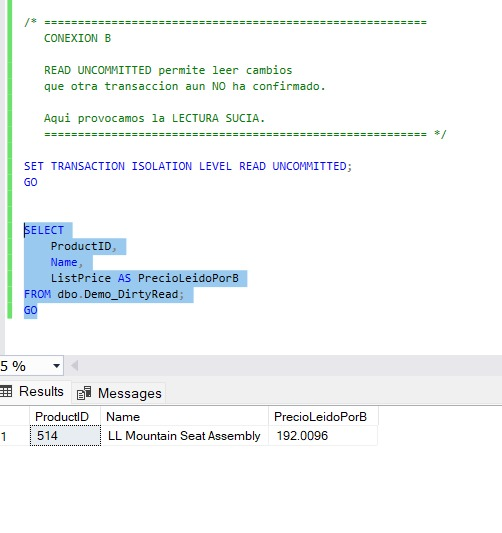 /* ==========================================================
CONEXION B
READ UNCOMMITTED permite leer cambios
que otra transaccion aun NO ha confirmado.
Aqui provocamos la LECTURA SUCIA.
========================================================== */
SET TRANSACTION ISOLATION LEVEL READ UNCOMMITTED;
GO
SELECT
ProductID,
Name,
ListPrice AS PrecioLeidoPorB
FROM dbo.Demo_DirtyRead;
GO
5 %
Results Messages
ProductID Name PrecioLeidoPorB
1 514 LL Mountain Seat Assembly 192.0096